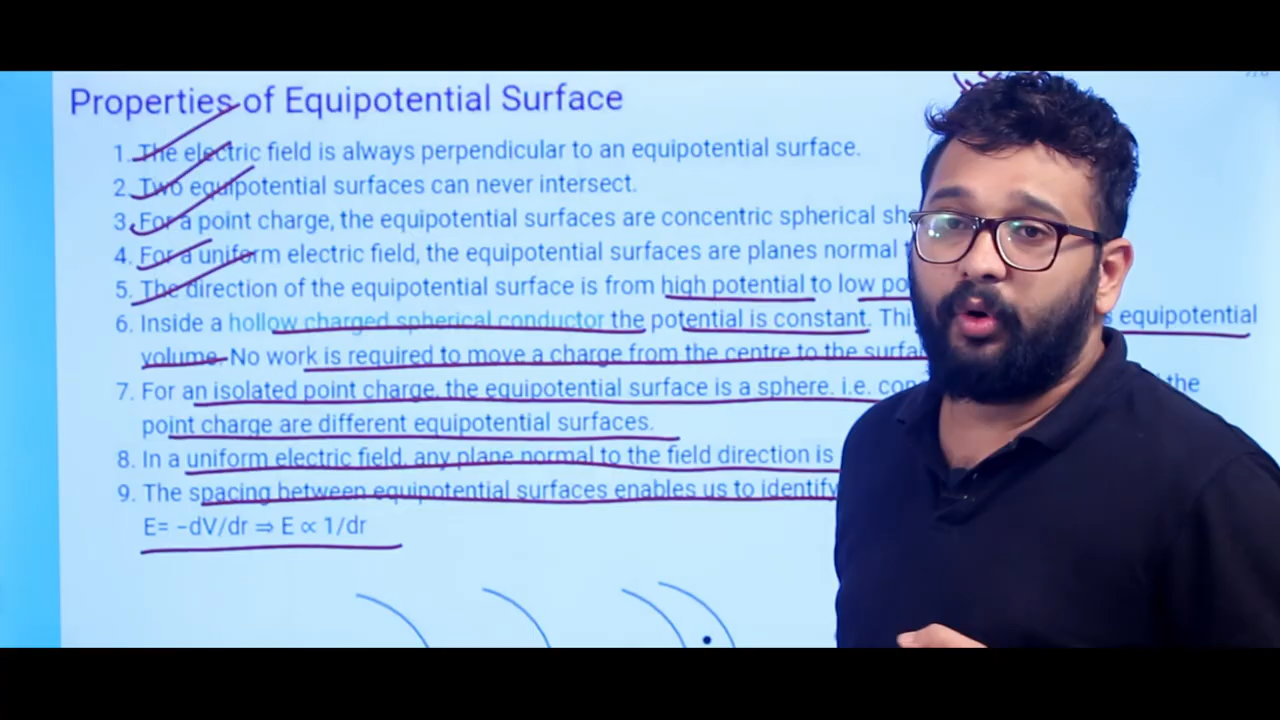 Properties of Equipotential Surface
1. The electric field is always perpendicular to an equipotential surface.
2. Two equipotential surfaces can never intersect.
3. For a point charge, the equipotential surfaces are concentric spherical
4. For a uniform electric field, the equipotential surfaces are planes normal
5. The direction of the equipotential surface is from high potential to low
6. Inside a hollow charged spherical conductor the potential is constant. equipotential
volume. No work is required to move a charge from the centre to the
7. For an isolated point charge, the equipotential surface is a sphere. i.e. the
point charge are different equipotential surfaces.
8. In a uniform electric field, any plane normal to the field direction is
9. The spacing between equipotential surfaces enables us to identify
E= -dV/dr ⇒ E ∝ 1/dr